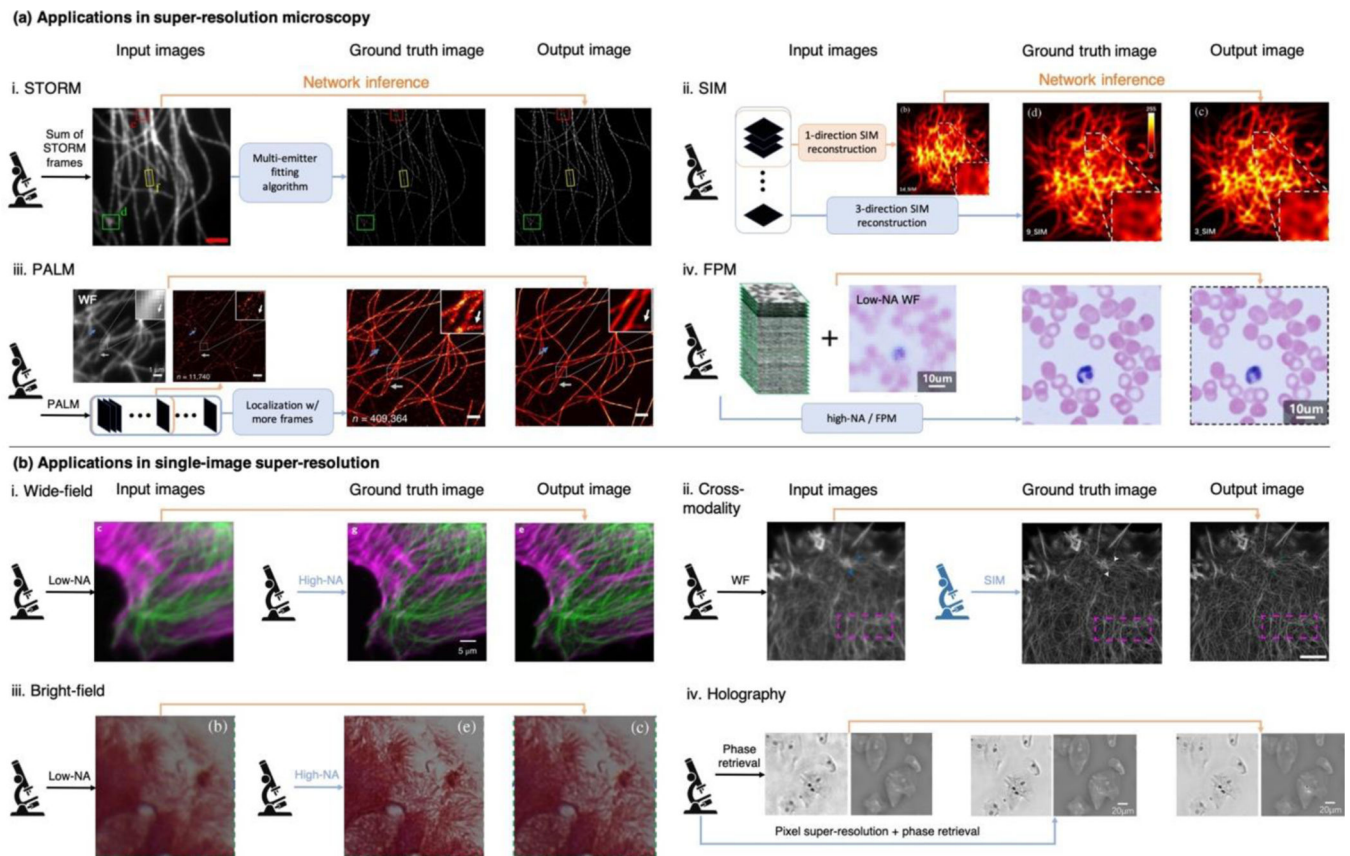 (a) Applications in super-resolution microscopy
Input images
Ground truth image
Output image
Network inference
i. STORM
Sum of
STORM
frames
d
f
Multi-emitter
fitting
algorithm
Input images
Ground truth image
Output image
Network inference
ii. SIM
1-direction SIM
reconstruction
(b)
(d)
255
(c)
3-direction SIM
reconstruction
9_SIM
3_SIM
iii. PALM
WF
1 μm
n = 11,740
PALM
Localization w/
more frames
n = 409,364
iv. FPM
Low-NA WF
10um
high-NA / FPM
10um
(b) Applications in single-image super-resolution
i. Wide-field
Input images
Ground truth image
Output image
c
g
e
Low-NA
High-NA
5 μm
ii. Cross-
modality
Input images
Ground truth image
Output image
WF
SIM
iii. Bright-field
(b)
(e)
(c)
Low-NA
High-NA
iv. Holography
Phase
retrieval
20μm
20μm
Pixel super-resolution + phase retrieval